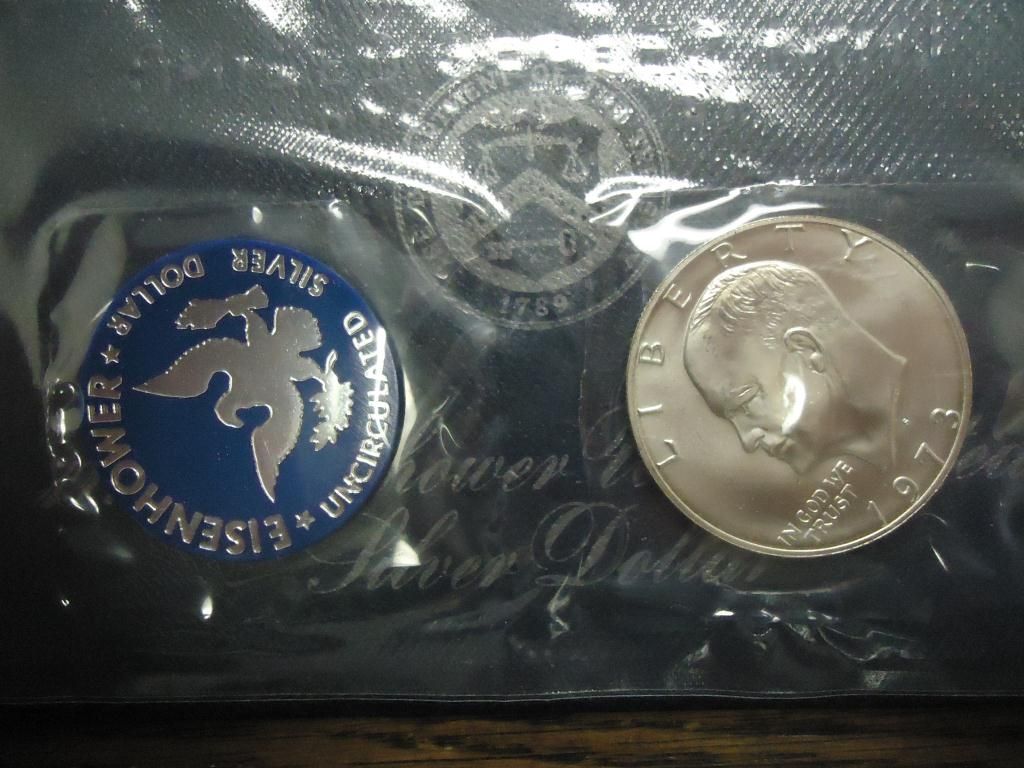 1789
EISENHOWER ★ DOLLAR
SILVER
UNCIRCULATED ★
LIBERTY
IN GOD WE
TRUST
1973
Silver Dollar